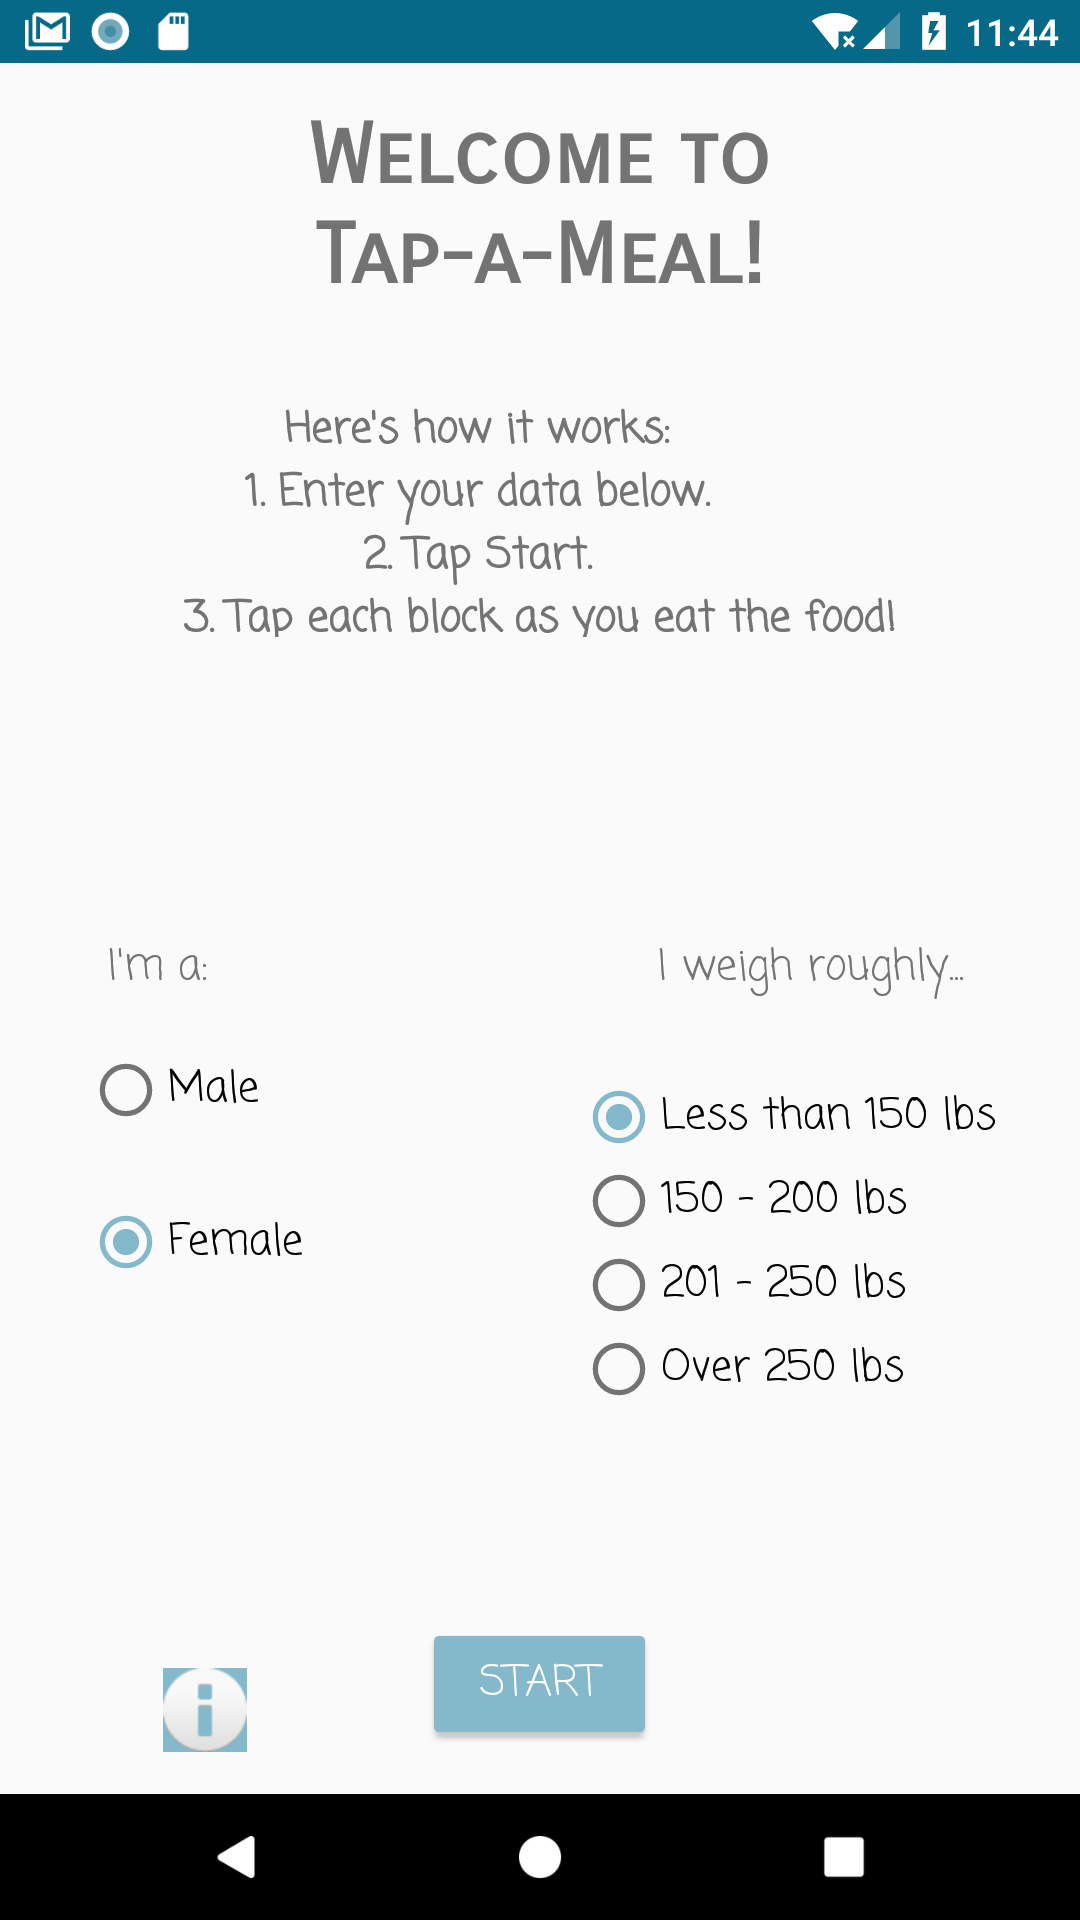 11:44
Welcome to
Tap-a-Meal!
Here's how it works:
1. Enter your data below.
2. Tap Start.
3. Tap each block as you eat the food!
I'm a:
I weigh roughly...
Male
Female
Less than 150 lbs
150 - 200 lbs
201 - 250 lbs
Over 250 lbs
START